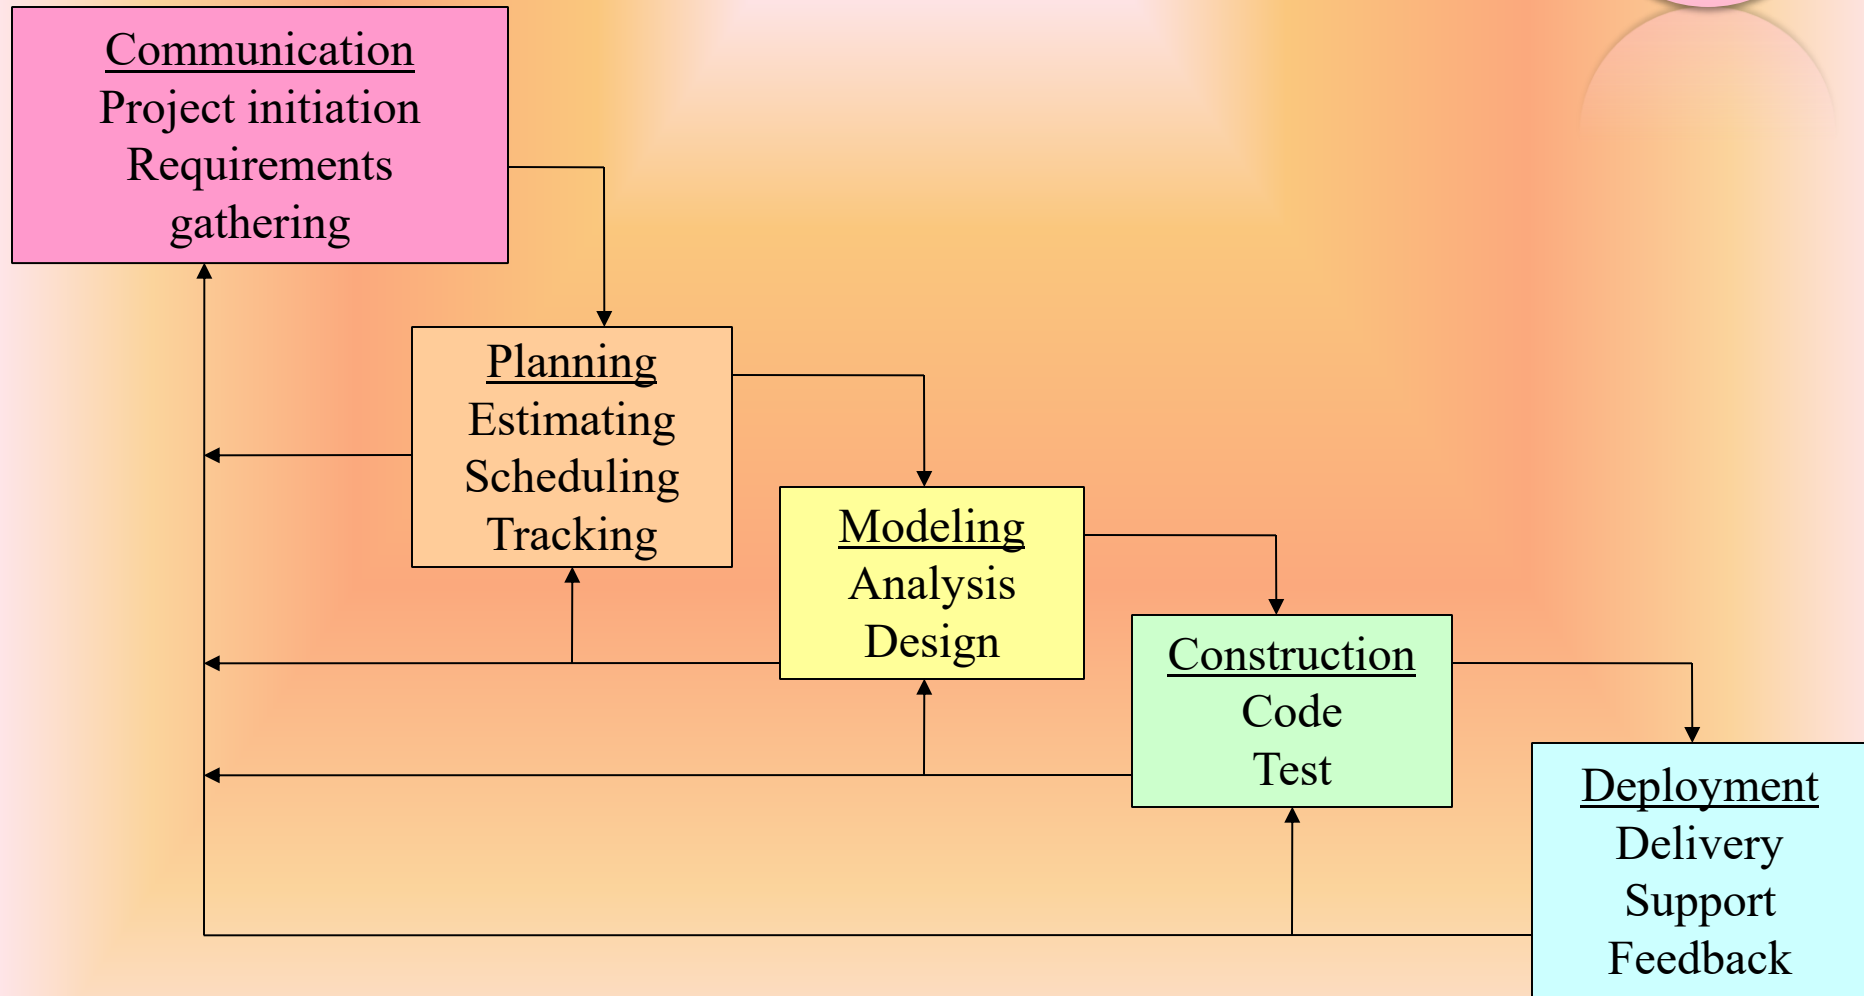 Communication
Project initiation
Requirements
gathering
Planning
Estimating
Scheduling
Tracking
Modeling
Analysis
Design
Construction
Code
Test
Deployment
Delivery
Support
Feedback